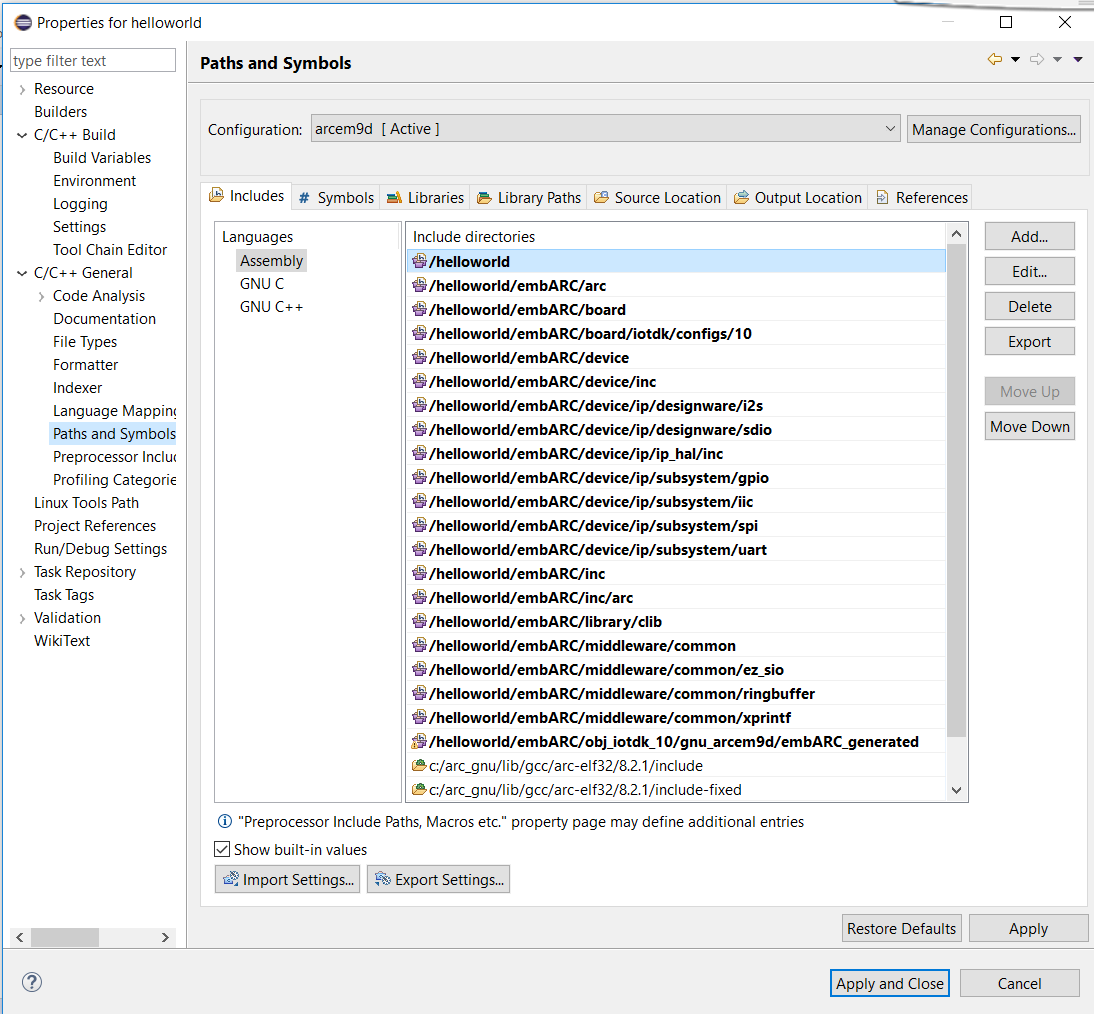 Properties for helloworld
type filter text
Resource
Builders
C/C++ Build
Build Variables
Environment
Logging
Settings
Tool Chain Editor
C/C++ General
Code Analysis
Documentation
File Types
Formatter
Indexer
Language Mapping
Paths and Symbols
Preprocessor Includ
Profiling Categorie
Linux Tools Path
Project References
Run/Debug Settings
Task Repository
Task Tags
Validation
WikiText
Paths and Symbols
Configuration:
arcem9d [ Active ]
Manage Configurations...
Includes
# Symbols
Libraries
Library Paths
Source Location
Output Location
References
Languages
Assembly
GNU C
GNU C++
Include directories
/helloworld
/helloworld/embARC/arc
/helloworld/embARC/board
/helloworld/embARC/board/iotdk/configs/10
/helloworld/embARC/device
/helloworld/embARC/device/inc
/helloworld/embARC/device/ip/designware/i2s
/helloworld/embARC/device/ip/designware/sdio
/helloworld/embARC/device/ip/ip_hal/inc
/helloworld/embARC/device/ip/subsystem/gpio
/helloworld/embARC/device/ip/subsystem/iic
/helloworld/embARC/device/ip/subsystem/spi
/helloworld/embARC/device/ip/subsystem/uart
/helloworld/embARC/inc
/helloworld/embARC/inc/arc
/helloworld/embARC/library/clib
/helloworld/embARC/middleware/common
/helloworld/embARC/middleware/common/ez_sio
/helloworld/embARC/middleware/common/ringbuffer
/helloworld/embARC/middleware/common/xprintf
/helloworld/embARC/obj_iotdk_10/gnu_arcem9d/embARC_generated
c:/arc_gnu/lib/gcc/arc-elf32/8.2.1/include
c:/arc_gnu/lib/gcc/arc-elf32/8.2.1/include-fixed
Add...
Edit...
Delete
Export
Move Up
Move Down
"Preprocessor Include Paths, Macros etc." property page may define additional entries
Show built-in values
Import Settings...
Export Settings...
Restore Defaults
Apply
?
Apply and Close
Cancel